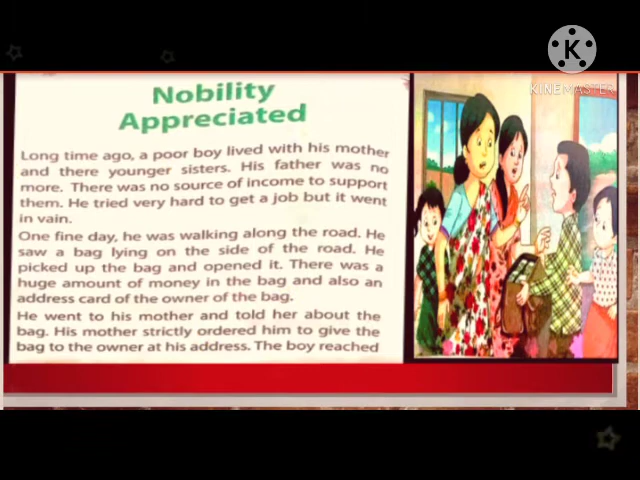 Nobility
Appreciated
Long time ago, a poor boy lived with his mother
and there younger sisters. His father was no
more. There was no source of income to support
them. He tried very hard to get a job but it went
in vain.
One fine day, he was walking along the road. He
saw a bag lying on the side of the road. He
picked up the bag and opened it. There was a
huge amount of money in the bag and also an
address card of the owner of the bag.
He went to his mother and told her about the
bag. His mother strictly ordered him to give the
bag to the owner at his address. The boy reached
K
KINEMASTER